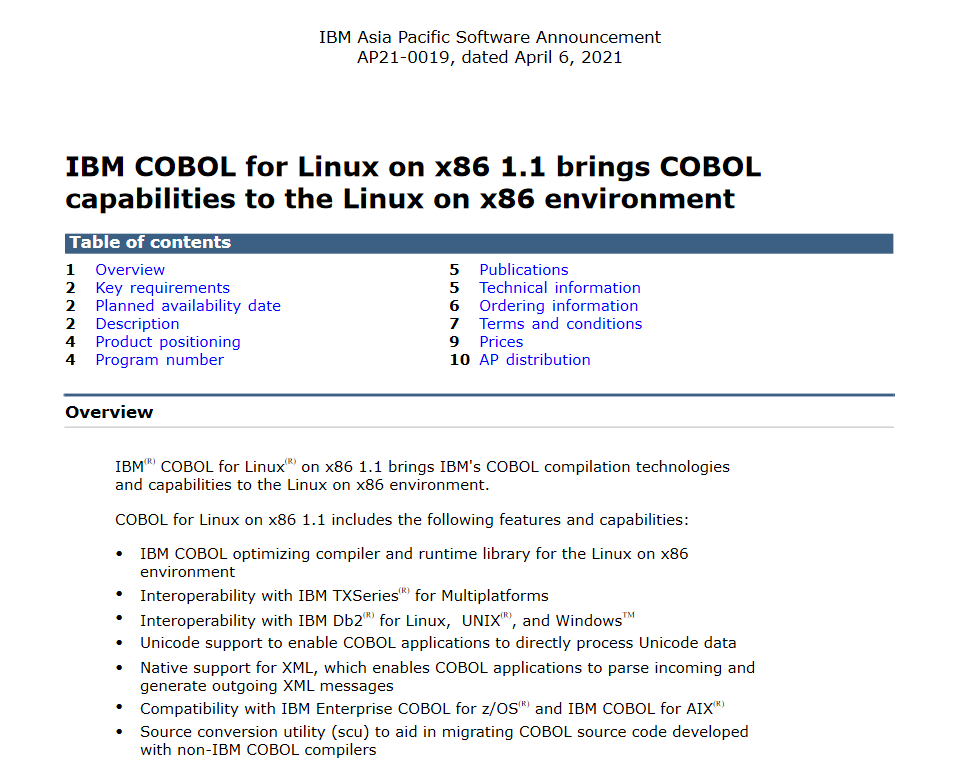 IBM Asia Pacific Software Announcement
AP21-0019, dated April 6, 2021
IBM COBOL for Linux on x86 1.1 brings COBOL
capabilities to the Linux on x86 environment
Table of contents
1 Overview
2 Key requirements
2 Planned availability date
2 Description
4 Product positioning
4 Program number
5 Publications
5 Technical information
6 Ordering information
7 Terms and conditions
9 Prices
10 AP distribution
Overview
IBM(R) COBOL for Linux(R) on x86 1.1 brings IBM's COBOL compilation technologies
and capabilities to the Linux on x86 environment.
COBOL for Linux on x86 1.1 includes the following features and capabilities:
• IBM COBOL optimizing compiler and runtime library for the Linux on x86
environment
• Interoperability with IBM TXSeries(R) for Multiplatforms
• Interoperability with IBM Db2(R) for Linux, UNIX(R), and Windows™
• Unicode support to enable COBOL applications to directly process Unicode data
• Native support for XML, which enables COBOL applications to parse incoming and
generate outgoing XML messages
• Compatibility with IBM Enterprise COBOL for z/OS(R) and IBM COBOL for AIX(R)
• Source conversion utility (scu) to aid in migrating COBOL source code developed
with non-IBM COBOL compilers